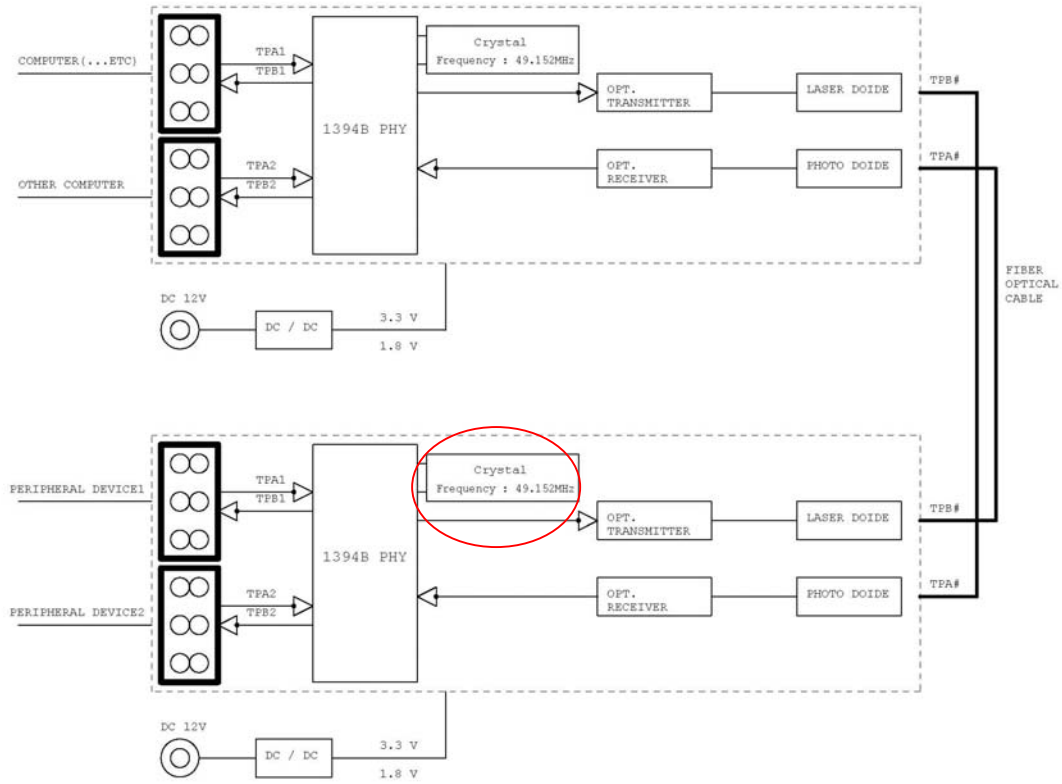 COMPUTER(...ETC)
TPA1
TPB1
Crystal
Frequency : 49.152MHz
1394B PHY
OPT.
TRANSMITTER
LASER DOIDE
TPB#
OTHER COMPUTER
TPA2
TPB2
OPT.
RECEIVER
PHOTO DOIDE
TPA#
FIBER
OPTICAL
CABLE
DC 12V
DC / DC
3.3 V
1.8 V
PERIPHERAL DEVICE1
TPA1
TPB1
Crystal
Frequency : 49.152MHz
1394B PHY
OPT.
TRANSMITTER
LASER DOIDE
TPB#
PERIPHERAL DEVICE2
TPA2
TPB2
OPT.
RECEIVER
PHOTO DOIDE
TPA#
DC 12V
DC / DC
3.3 V
1.8 V